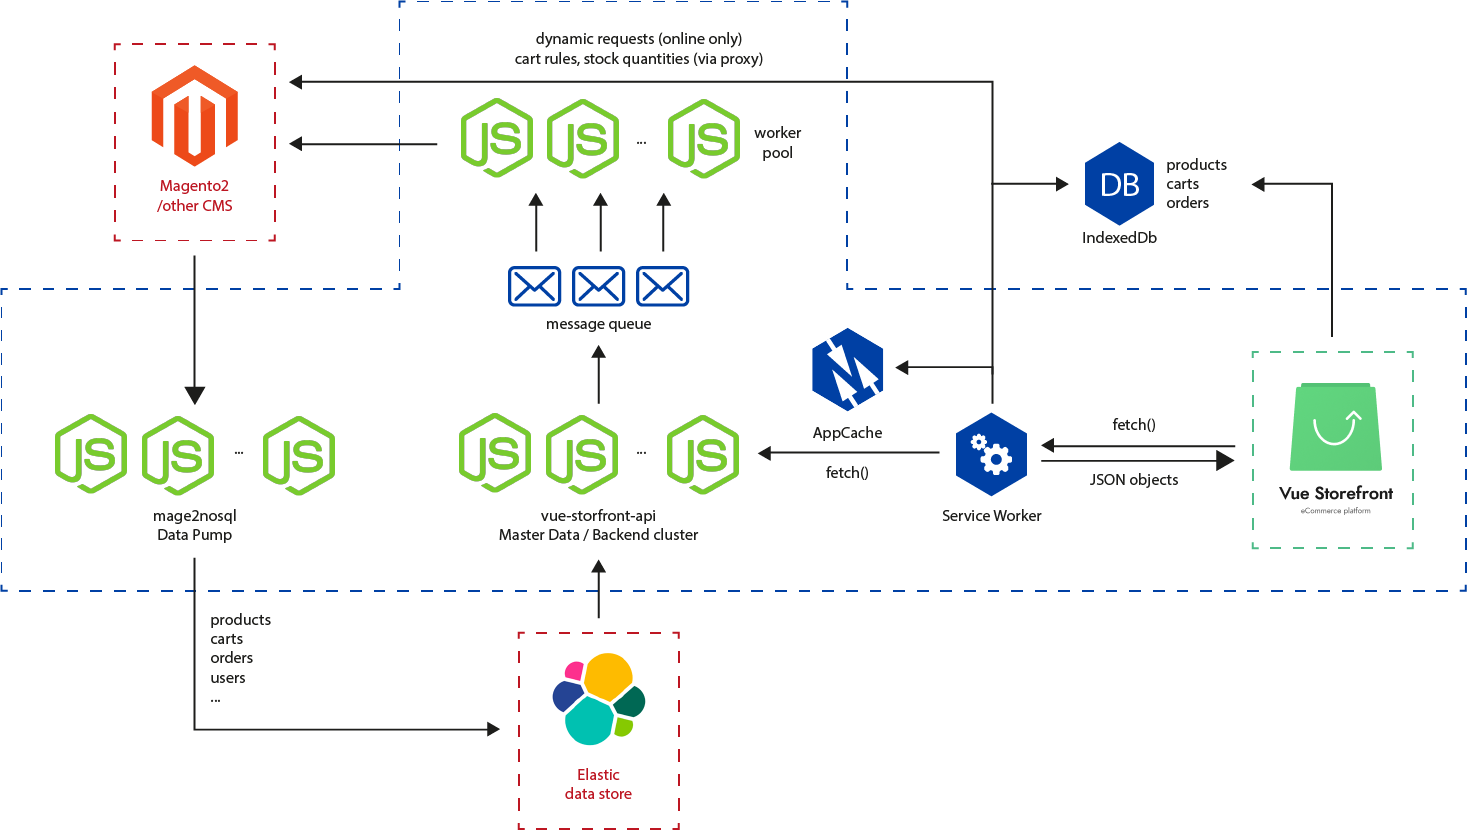 dynamic requests (online only)
cart rules, stock quantities (via proxy)
Magento2
/other CMS
JS
JS
...
JS
worker
pool
DB
products
carts
orders
IndexedDb
message queue
AppCache
JS
JS
...
JS
mage2nosql
Data Pump
JS
JS
...
JS
vue-storfront-api
Master Data / Backend cluster
fetch()
Service Worker
fetch()
JSON objects
Vue Storefront
eCommerce platform
products
carts
orders
users
...
Elastic
data store